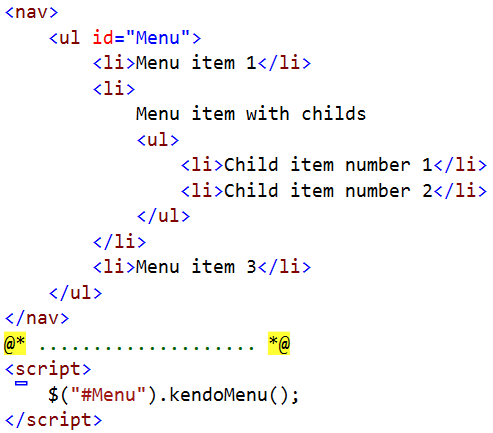 <nav>
    <ul id="Menu">
        <li>Menu item 1</li>
        <li>
            Menu item with childs
            <ul>
                <li>Child item number 1</li>
                <li>Child item number 2</li>
            </ul>
        </li>
        <li>Menu item 3</li>
    </ul>
</nav>
@* .................... *@
<script>
    $("#Menu").kendoMenu();
</script>